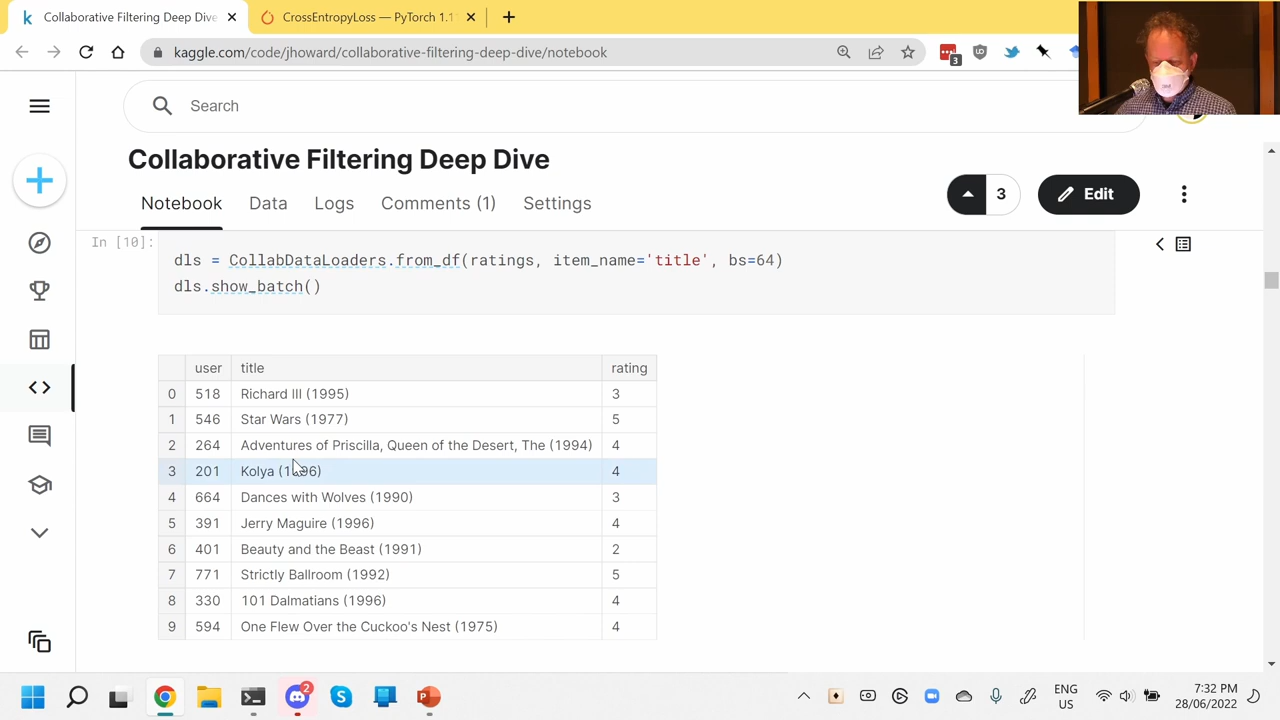 Collaborative Filtering Deep Dive
CrossEntropyLoss — PyTorch 1.1
kaggle.com/code/jhoward/collaborative-filtering-deep-dive/notebook
3
Search
Collaborative Filtering Deep Dive
Notebook
Data
Logs
Comments (1)
Settings
3
Edit
In [10]:
dls = CollabDataLoaders.from_df(ratings, item_name='title', bs=64)
dls.show_batch()
user title rating
0 518 Richard III (1995) 3
1 546 Star Wars (1977) 5
2 264 Adventures of Priscilla, Queen of the Desert, The (1994) 4
3 201 Kolya (1996) 4
4 664 Dances with Wolves (1990) 3
5 391 Jerry Maguire (1996) 4
6 401 Beauty and the Beast (1991) 2
7 771 Strictly Ballroom (1992) 5
8 330 101 Dalmatians (1996) 4
9 594 One Flew Over the Cuckoo's Nest (1975) 4
2
ENG
US
7:32 PM
28/06/2022